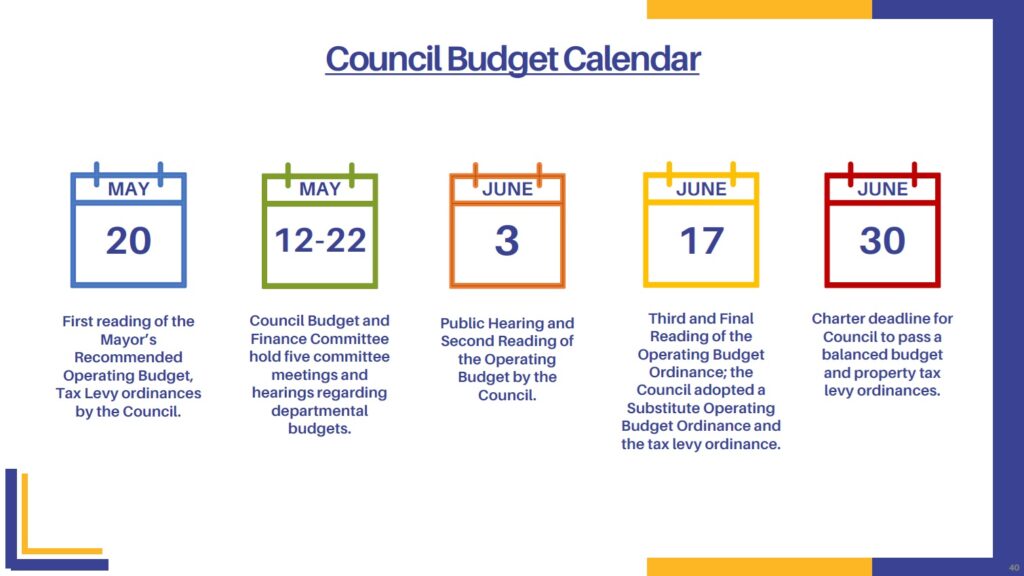 Council Budget Calendar
MAY
20
First reading of the
Mayor's
Recommended
Operating Budget,
Tax Levy ordinances
by the Council.
MAY
12-22
Council Budget and
Finance Committee
hold five committee
meetings and
hearings regarding
departmental
budgets.
JUNE
3
Public Hearing and
Second Reading of
the Operating
Budget by the
Council.
JUNE
17
Third and Final
Reading of the
Operating Budget
Ordinance; the
Council adopted a
Substitute Operating
Budget Ordinance and
the tax levy ordinance.
JUNE
30
Charter deadline for
Council to pass a
balanced budget
and property tax
levy ordinances.
40